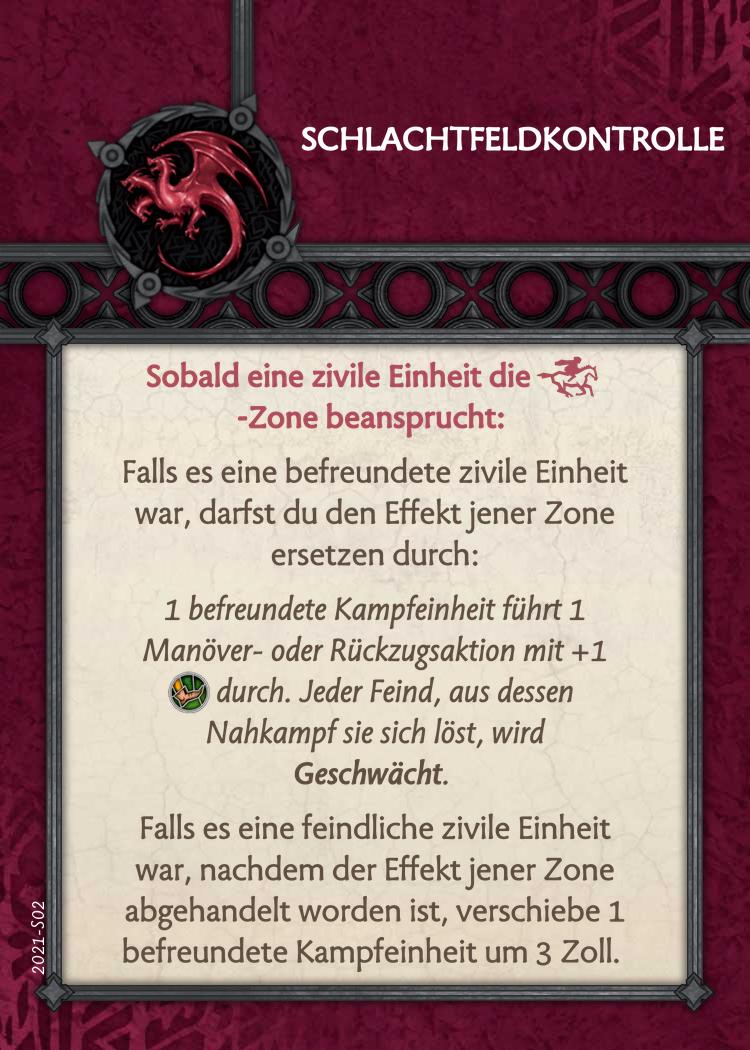 SCHLACHTFELDKONTROLLE
Sobald eine zivile Einheit die
-Zone beansprucht:
Falls es eine befreundete zivile Einheit
war, darfst du den Effekt jener Zone
ersetzen durch:
1 befreundete Kampfeinheit führt 1
Manöver- oder Rückzugsaktion mit +1
durch. Jeder Feind, aus dessen
Nahkampf sie sich löst, wird
Geschwächt.
Falls es eine feindliche zivile Einheit
war, nachdem der Effekt jener Zone
abgehandelt worden ist, verschiebe 1
befreundete Kampfeinheit um 3 Zoll.
2021-S02